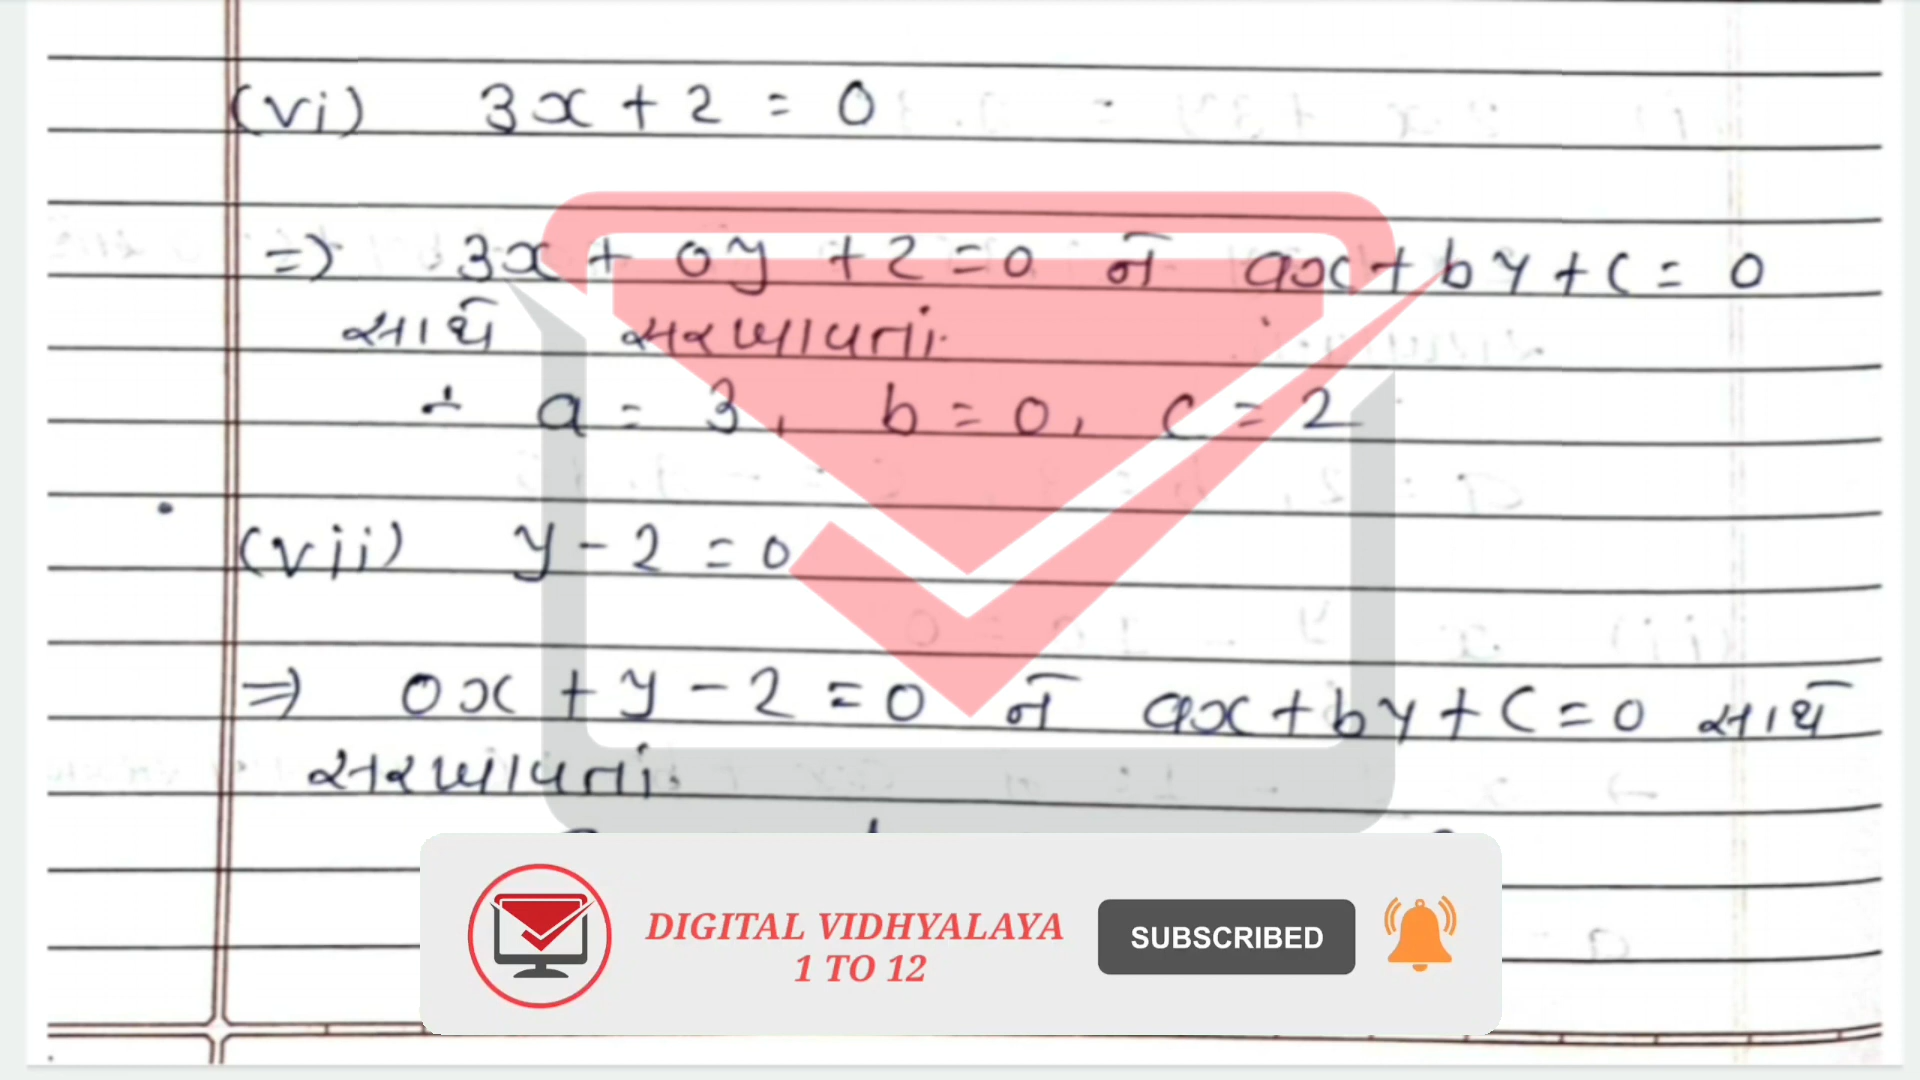 (vi) 3x + 2 = 0
=> 3x + 0y + 2 = 0 ને ax + by + c = 0
સાથે સરખાવતાં
∴ a = 3, b = 0, c = 2
(vii) y - 2 = 0
=> 0x + y - 2 = 0 ને ax + by + c = 0 સાથે
સરખાવતાં
DIGITAL VIDHYALAYA
1 TO 12
SUBSCRIBED